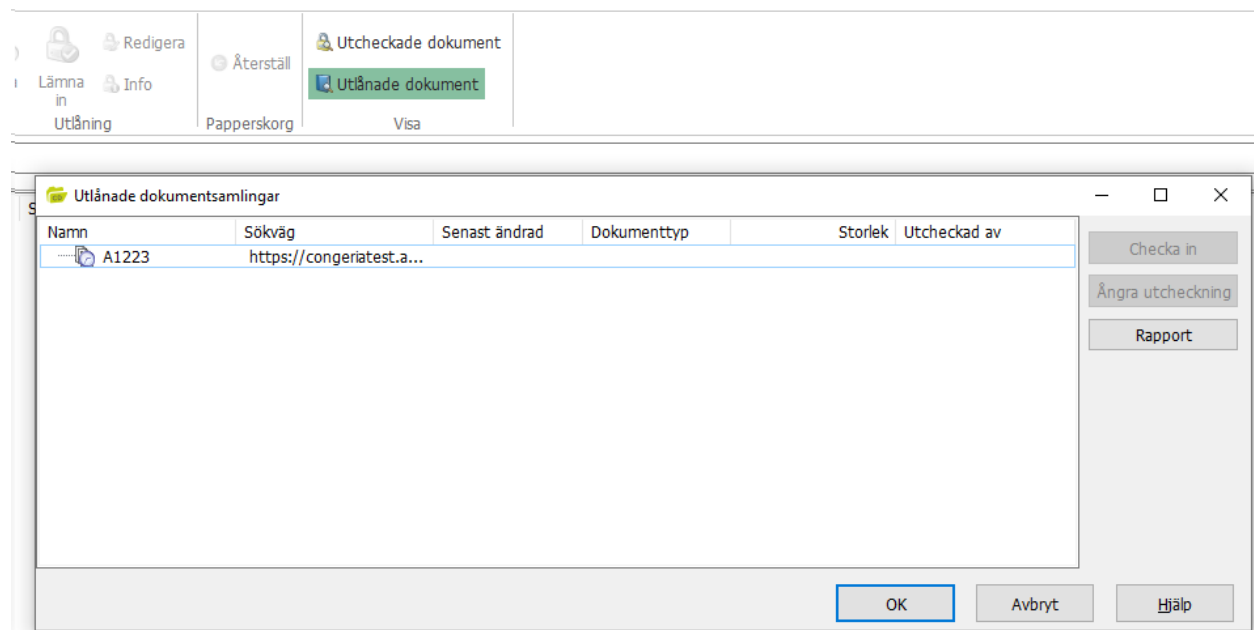 Redigera
Återställ
Utcheckade dokument
Lämna in
Info
Utlånade dokument
Utlåning
Papperskorg
Visa
Utlånade dokumentsamlingar
Namn Sökväg Senast ändrad Dokumenttyp Storlek Utcheckad av
A1223 https://congeriatest.a...
Checka in
Ångra utcheckning
Rapport
OK Avbryt Hjälp